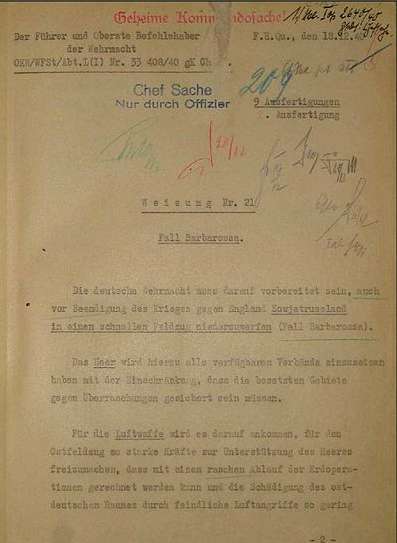 Geheime Kommandosache!
Der Führer und Oberste Befehlshaber
der Wehrmacht
F.H.Qu., den 18.12.40
OKW/WFSt/Abt.L(I) Nr. 33 408/40 gK Ch
Chef Sache
Nur durch Offizier
9 Ausfertigungen
. Ausfertigung
Weisung Nr. 21
Fall Barbarossa.
Die deutsche Wehrmacht muss darauf vorbereitet sein, auch
vor Beendigung des Krieges gegen England Sowjetrussland
in einem schnellen Feldzug niederzuwerfen (Fall Barbarossa).
Das Heer wird hierzu alle verfügbaren Verbände einzusetzen
haben mit der Einschränkung, dass die besetzten Gebiete
gegen Überraschungen gesichert sein müssen.
Für die Luftwaffe wird es darauf ankommen, für den
Ostfeldzug so starke Kräfte zur Unterstützung des Heeres
freizumachen, dass mit einem raschen Ablauf der Erdopera-
tionen gerechnet werden kann und die Schädigung des ost-
deutschen Raumes durch feindliche Luftangriffe so gering
- 2 -